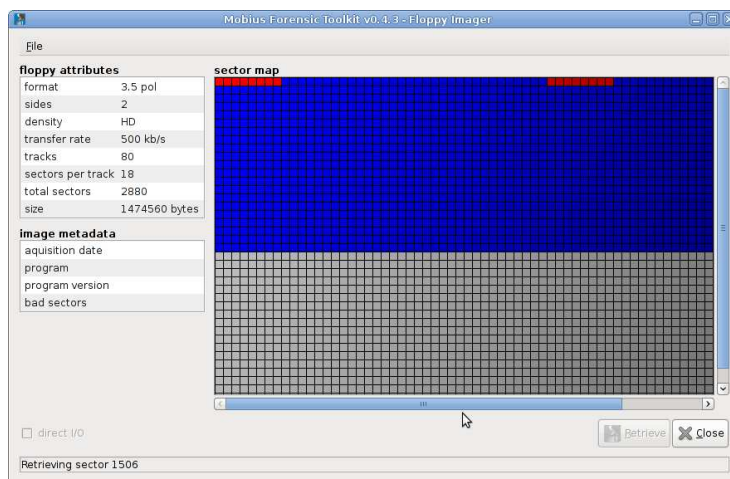 Mobius Forensic Toolkit v0.4.3 - Floppy Imager
File
floppy attributes
format 3.5 pol
sides 2
density HD
transfer rate 500 kb/s
tracks 80
sectors per track 18
total sectors 2880
size 1474560 bytes
image metadata
aquisition date
program
program version
bad sectors
sector map
direct I/O
Retrieve
Close
Retrieving sector 1506